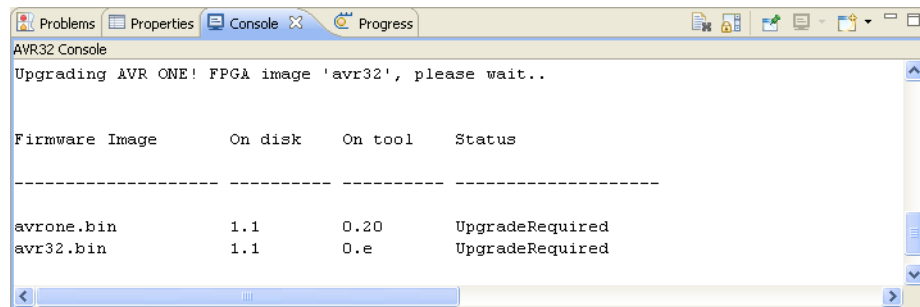 Problems Properties Console Progress
AVR32 Console
Upgrading AVR ONE! FPGA image 'avr32', please wait..
Firmware Image On disk On tool Status
-------------------- ---------- ---------- --------------------
avrone.bin 1.1 0.20 UpgradeRequired
avr32.bin 1.1 0.e UpgradeRequired